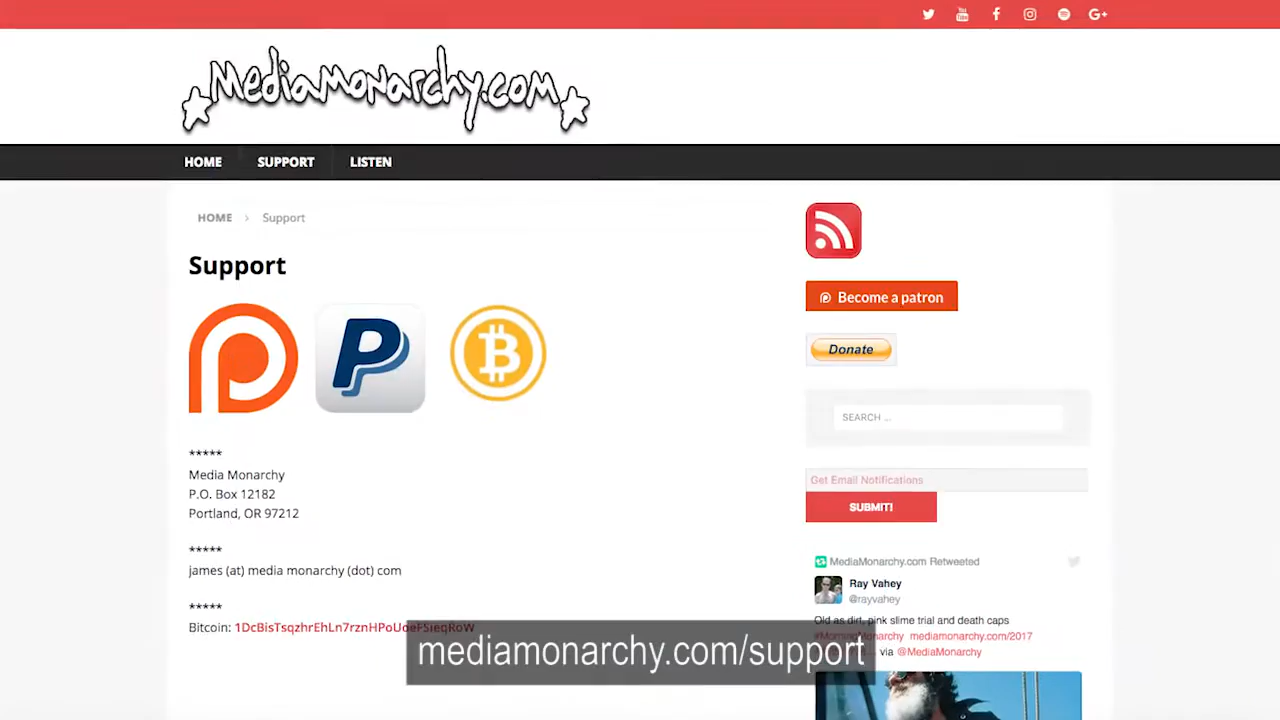 Mediamonarchy.com
HOME SUPPORT LISTEN
HOME > Support
Support
*****
Media Monarchy
P.O. Box 12182
Portland, OR 97212
*****
james (at) media monarchy (dot) com
*****
Bitcoin:
mediamonarchy.com/support
Become a patron
Donate
SEARCH ...
Get Email Notifications
SUBMIT!
MediaMonarchy.com Retweeted
Ray Vahey
@rayvahey
Old as dirt, pink slime trial and death caps
#MorningMonarchy mediamonarchy.com/2017
via @MediaMonarchy